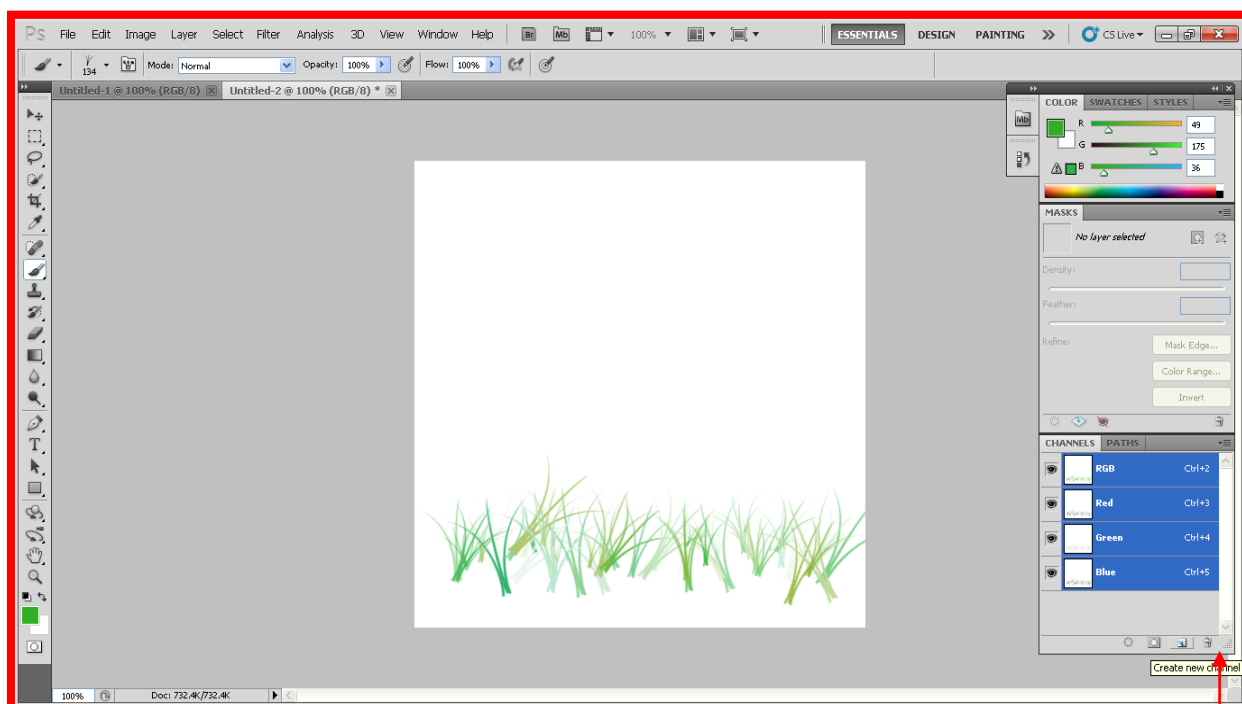 Ps File Edit Image Layer Select Filter Analysis 3D View Window Help Br Mb 100% ESSENTIALS DESIGN PAINTING >> CS Live
134 Mode: Normal Opacity: 100% Flow: 100%
Untitled-1 @ 100% (RGB/8) Untitled-2 @ 100% (RGB/8) *
COLOR SWATCHES STYLES
Mb
R 49
G 175
B 36
MASKS
No layer selected
Density:
Feather:
Refine:
Mask Edge...
Color Range...
Invert
CHANNELS PATHS
RGB Ctrl+2
Red Ctrl+3
Green Ctrl+4
Blue Ctrl+5
T
Create new channel
100% Doc: 732.4K/732.4K